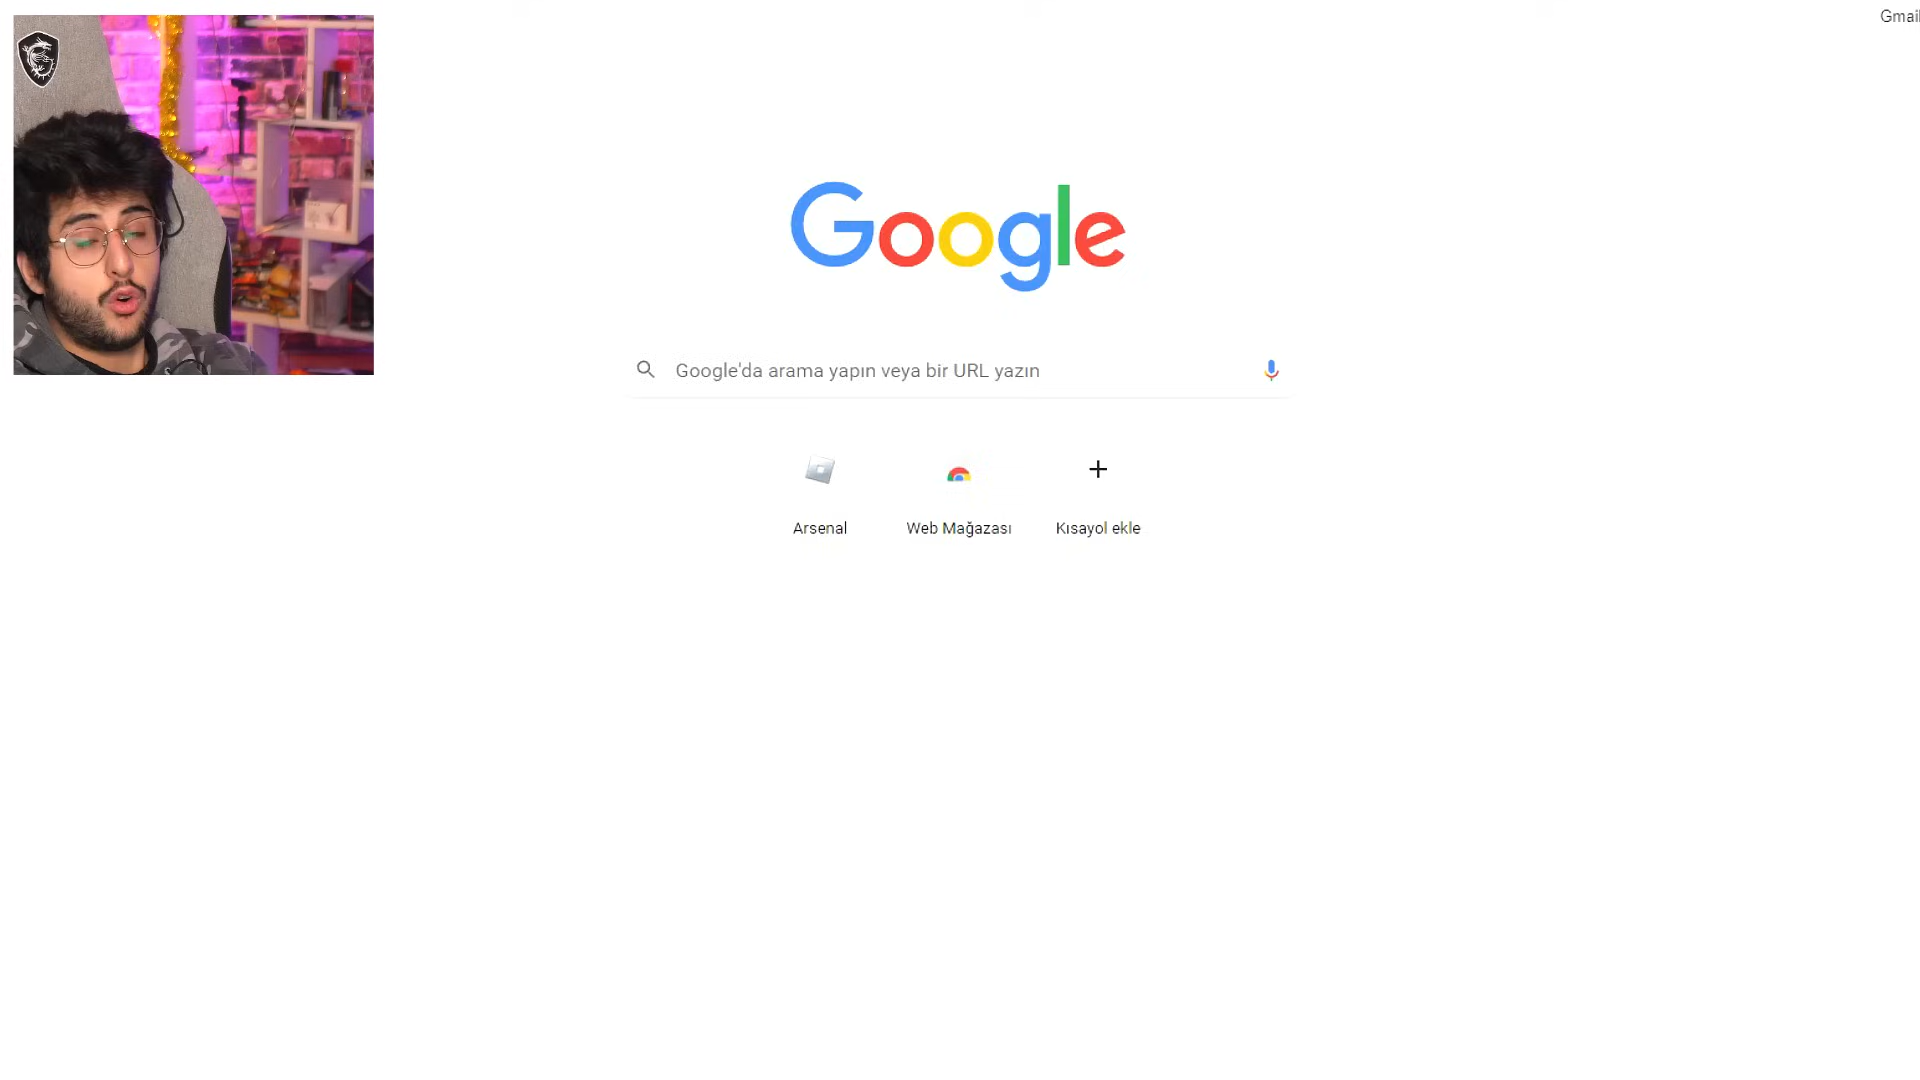 Gmail
Google
Google'da arama yapın veya bir URL yazın
Arsenal
Web Mağazası
Kısayol ekle